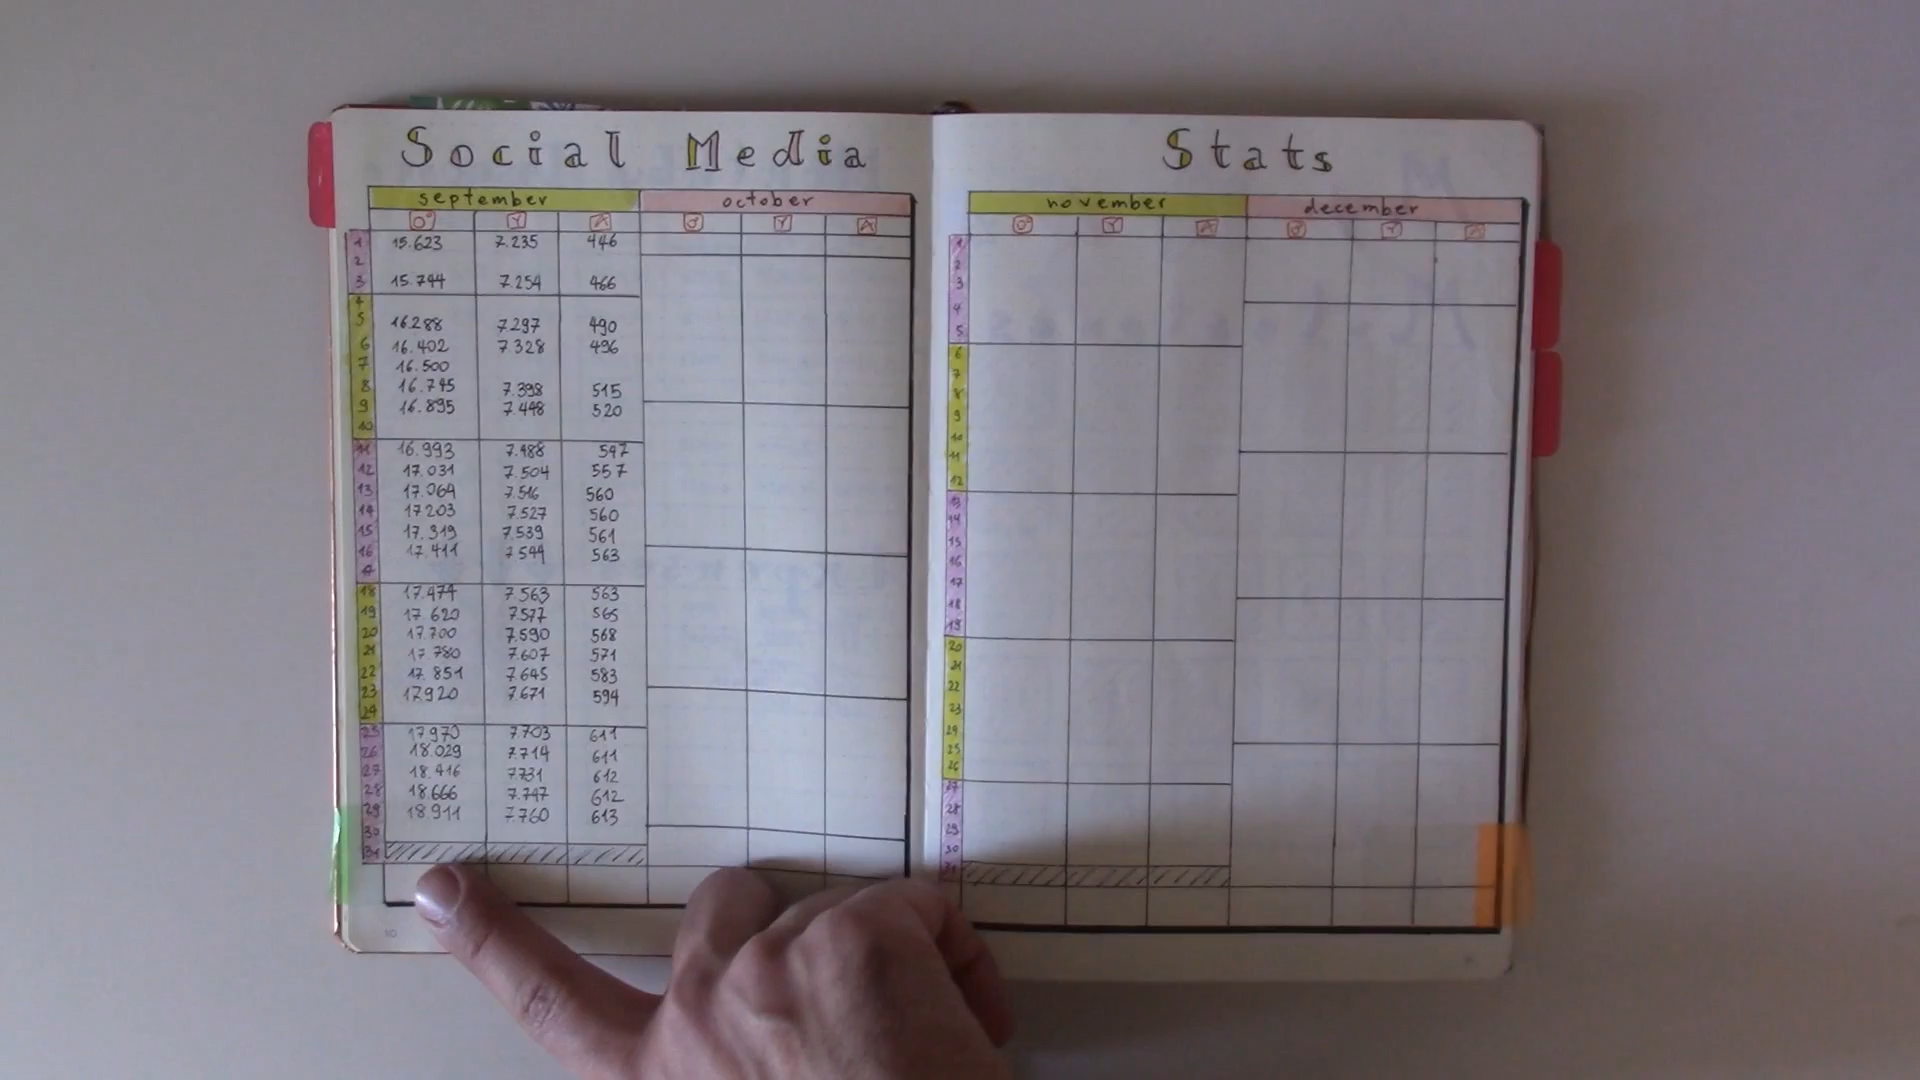 Social Media Stats
september october november december
Y A Y A Y A Y A
1 15.623 7.235 446 1
2 2
3 15.744 7.254 466 3
4 4
5 16.288 7.297 490 5
6 16.402 7.328 496 6
7 16.500 7
8 16.745 7.398 515 8
9 16.895 7.448 520 9
10 10
11 16.993 7.488 547 11
12 17.031 7.504 557 12
13 17.064 7.516 560 13
14 17.203 7.527 560 14
15 17.319 7.539 561 15
16 17.411 7.544 563 16
17
18 17.474 7.563 563 18
19 17.620 7.577 565 19
20 17.700 7.590 568 20
21 17.780 7.607 571 21
22 17.851 7.645 583 22
23 17.920 7.671 594 23
24 24
25 17.970 7.703 611 25
26 18.029 7.714 611 26
27 18.416 7.731 612 27
28 18.666 7.747 612 28
29 18.911 7.760 613 29
30 30
31 31
10